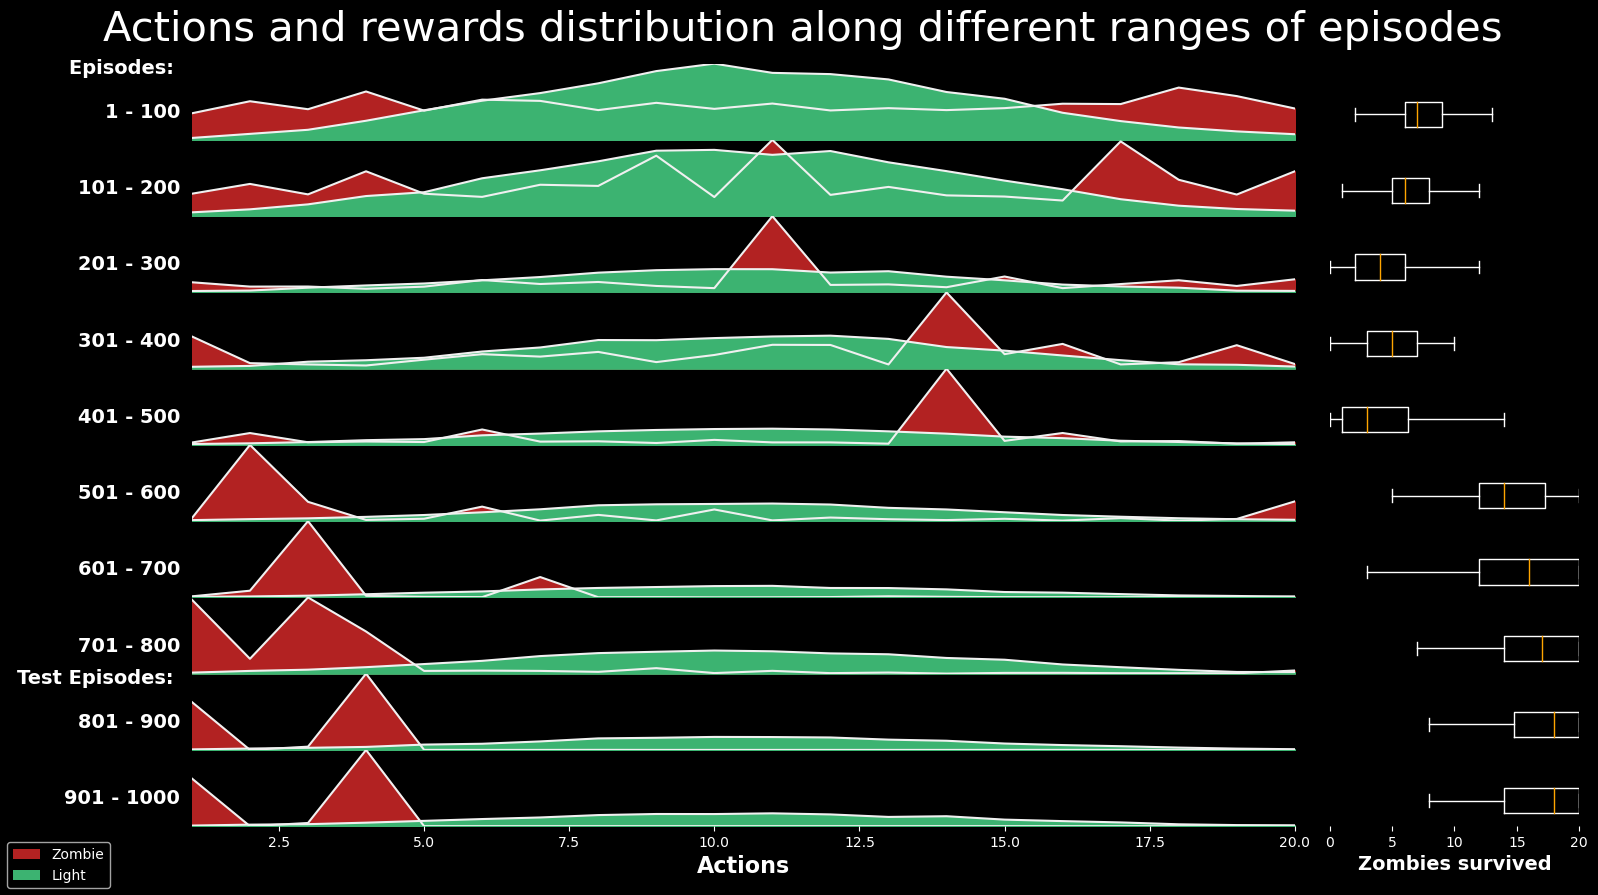 Actions and rewards distribution along different ranges of episodes
Episodes:
1 - 100
101 - 200
201 - 300
301 - 400
401 - 500
501 - 600
601 - 700
701 - 800
Test Episodes:
801 - 900
901 - 1000
2.5 5.0 7.5 10.0 12.5 15.0 17.5 20.0
Actions
0 5 10 15 20
Zombies survived
Zombie
Light